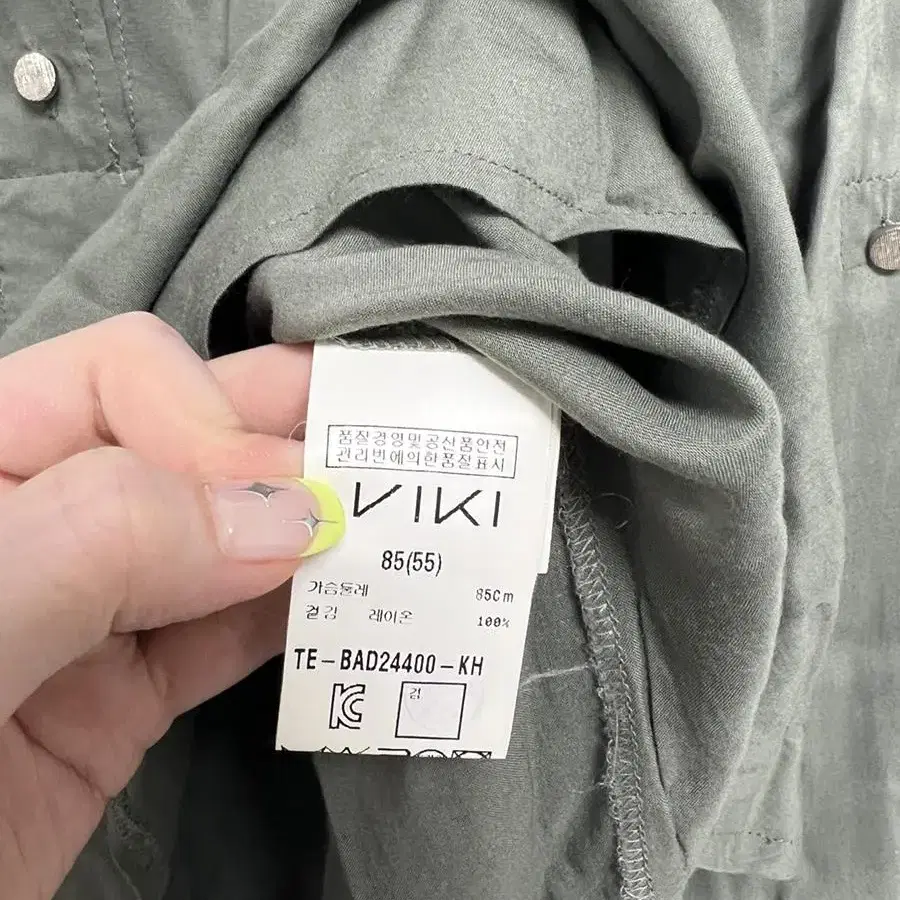 품질경영및공산품안전
관리법에의한품질표시
VIKI
85(55)
가슴둘레 85Cm
겉감 레이온 100%
TE-BAD24400-KH
KC
검